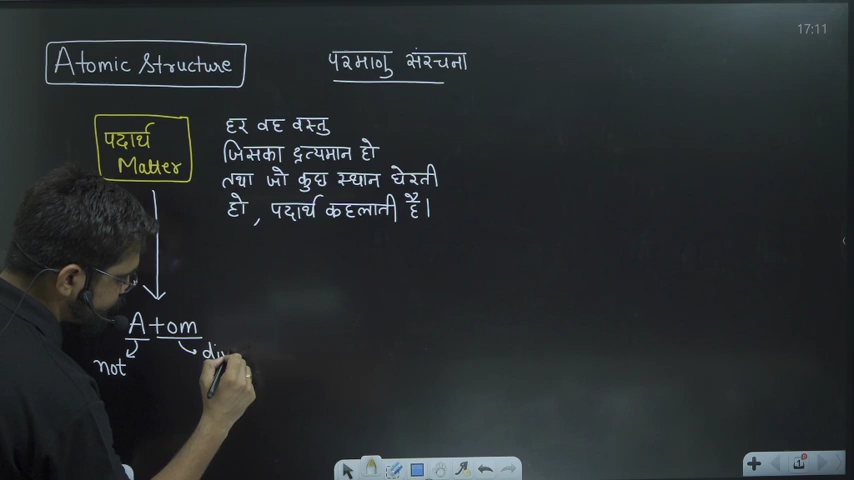 17:11
Atomic Structure
परमाणु संरचना
पदार्थ
Matter
हर वह वस्तु
जिसका द्रव्यमान हो
तथा जो कुछ स्थान घेरती
हो, पदार्थ कहलाती है।
Atom
not